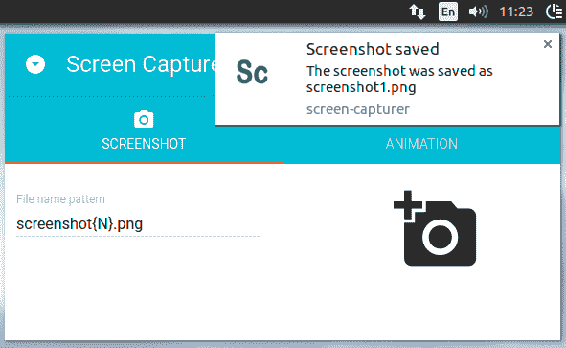 En 11:23
Screen Capture
Sc
Screenshot saved
The screenshot was saved as
screenshot1.png
screen-capturer
SCREENSHOT
ANIMATION
File name pattern
screenshot{N}.png